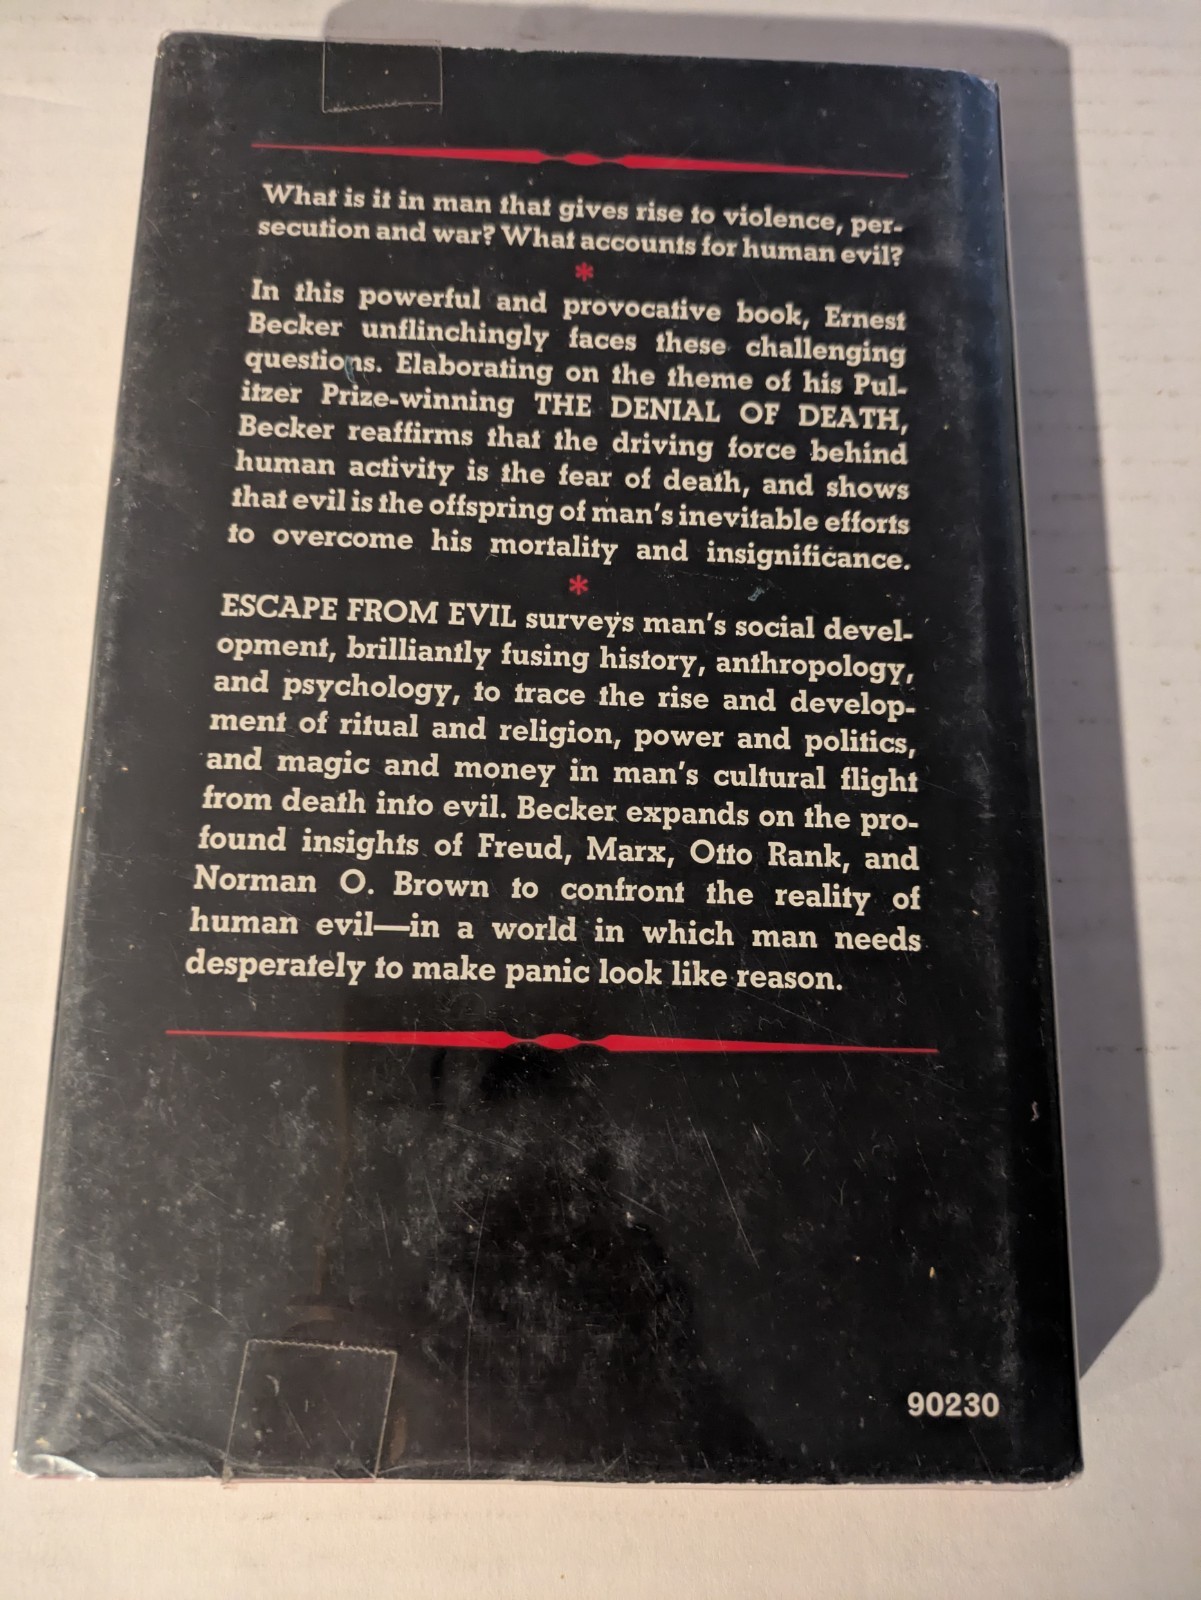 What is it in man that gives rise to violence, per-
secution and war? What accounts for human evil?
*
In this powerful and provocative book, Ernest
Becker unflinchingly faces these challenging
questions. Elaborating on the theme of his Pul-
itzer Prize-winning THE DENIAL OF DEATH,
Becker reaffirms that the driving force behind
human activity is the fear of death, and shows
that evil is the offspring of man's inevitable efforts
to overcome his mortality and insignificance.
*
ESCAPE FROM EVIL surveys man's social devel-
opment, brilliantly fusing history, anthropology,
and psychology, to trace the rise and develop-
ment of ritual and religion, power and politics,
and magic and money in man's cultural flight
from death into evil. Becker expands on the pro-
found insights of Freud, Marx, Otto Rank, and
Norman O. Brown to confront the reality of
human evil—in a world in which man needs
desperately to make panic look like reason.
90230